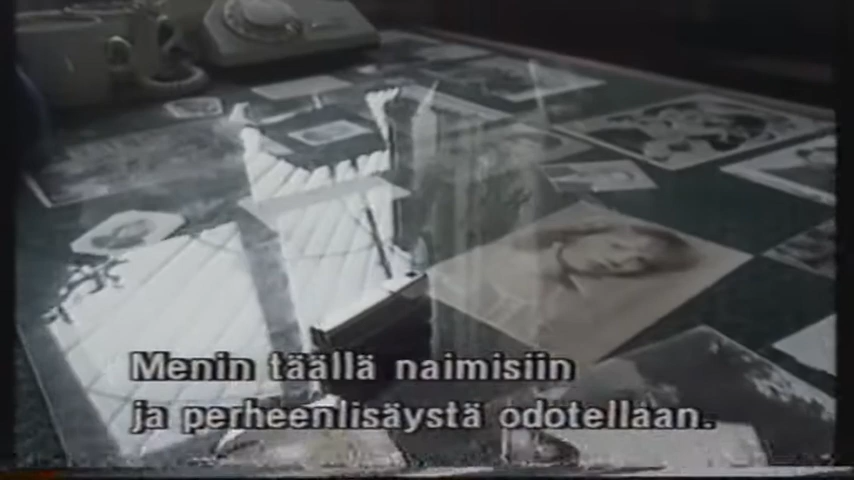 Menin täällä naimisiin
ja perheenlisäystä odotellaan.